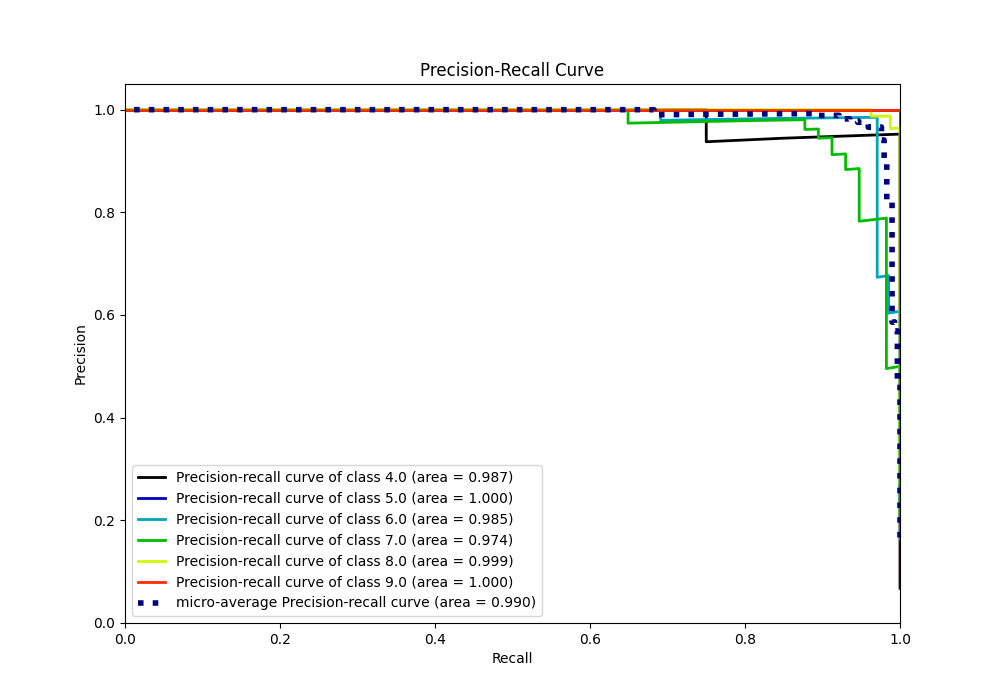 Precision-Recall Curve
Precision
1.0
0.8
0.6
0.4
0.2
0.0
Precision-recall curve of class 4.0 (area = 0.987)
Precision-recall curve of class 5.0 (area = 1.000)
Precision-recall curve of class 6.0 (area = 0.985)
Precision-recall curve of class 7.0 (area = 0.974)
Precision-recall curve of class 8.0 (area = 0.999)
Precision-recall curve of class 9.0 (area = 1.000)
micro-average Precision-recall curve (area = 0.990)
0.0 0.2 0.4 0.6 0.8 1.0
Recall